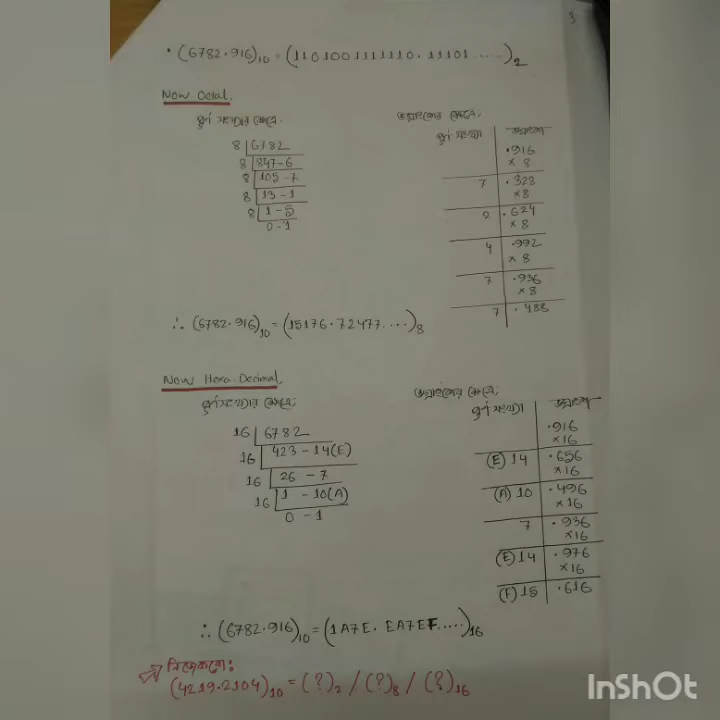 3
• (6782.916)10 = (1101001111110.11101.....)2
Now Octal.
পূর্ণ সংখ্যার ক্ষেত্রে.
8 | 6782
8 | 847-6
8 | 105-7
8 | 13-1
8 | 1-5
0-1
ভগ্নাংশের ক্ষেত্রে;
পূর্ণ সংখ্যা | ভগ্নাংশ
.916
×8
7 | .328
×8
2 | .624
×8
4 | .992
×8
7 | .936
×8
7 | .488
∴ (6782.916)10 = (15176.72477....)8
Now Hexa-Decimal.
পূর্ণসংখ্যার ক্ষেত্রে;
16 | 6782
16 | 423-14(E)
16 | 26-7
16 | 1-10(A)
0-1
ভগ্নাংশের ক্ষেত্রে;
পূর্ণ সংখ্যা | ভগ্নাংশ
.916
×16
(E) 14 | .656
×16
(A) 10 | .496
×16
7 | .936
×16
(E) 14 | .976
×16
(F) 15 | .616
∴ (6782.916)10 = (1A7E.EA7EF.....)16
নিজেকরো:
(4219.2104)10 = (?)2 / (?)8 / (?)16
InShOt